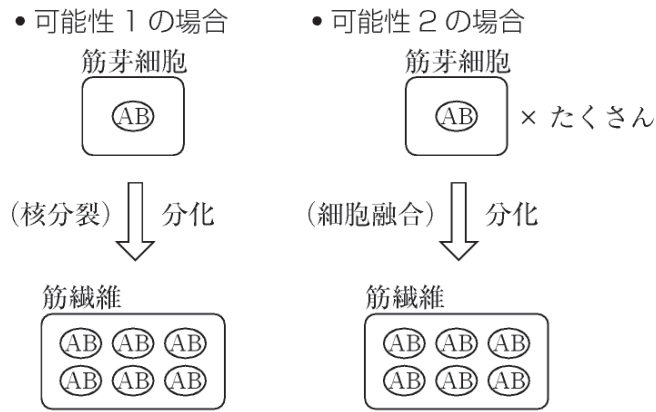 • 可能性1の場合
筋芽細胞
AB
(核分裂) 分化
筋繊維
AB AB AB
AB AB AB
• 可能性2の場合
筋芽細胞
AB × たくさん
(細胞融合) 分化
筋繊維
AB AB AB
AB AB AB